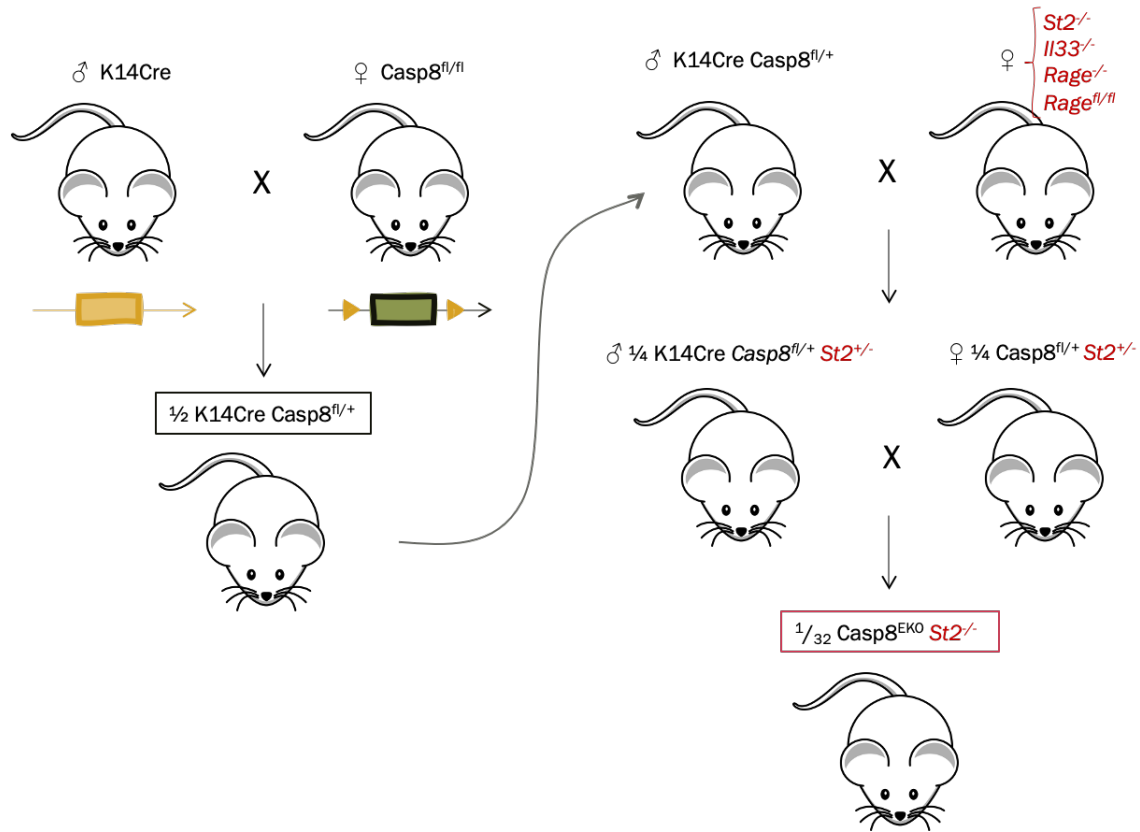 ♂ K14Cre
♀ Casp8fl/fl
X
½ K14Cre Casp8fl/+
♂ K14Cre Casp8fl/+
♀
St2-/-
Il33-/-
Rage-/-
Ragefl/fl
X
♂ ¼ K14Cre Casp8fl/+ St2+/-
♀ ¼ Casp8fl/+ St2+/-
X
1/32 Casp8EKO St2-/-